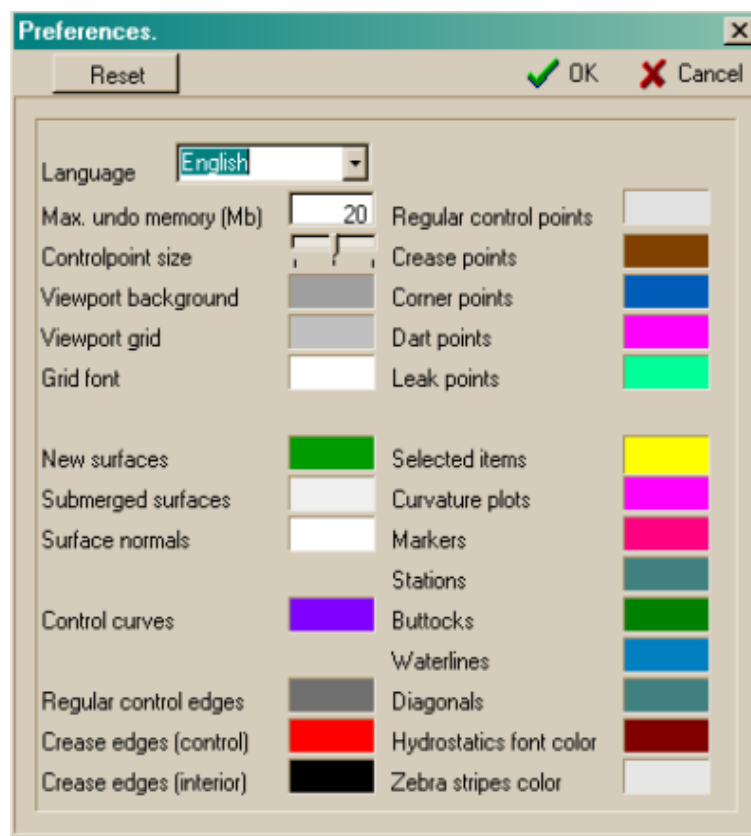 Preferences.
Reset OK Cancel
Language English
Max. undo memory (Mb) 20 Regular control points
Controlpoint size Crease points
Viewport background Corner points
Viewport grid Dart points
Grid font Leak points
New surfaces Selected items
Submerged surfaces Curvature plots
Surface normals Markers
Stations
Control curves Buttocks
Waterlines
Regular control edges Diagonals
Crease edges (control) Hydrostatics font color
Crease edges (interior) Zebra stripes color